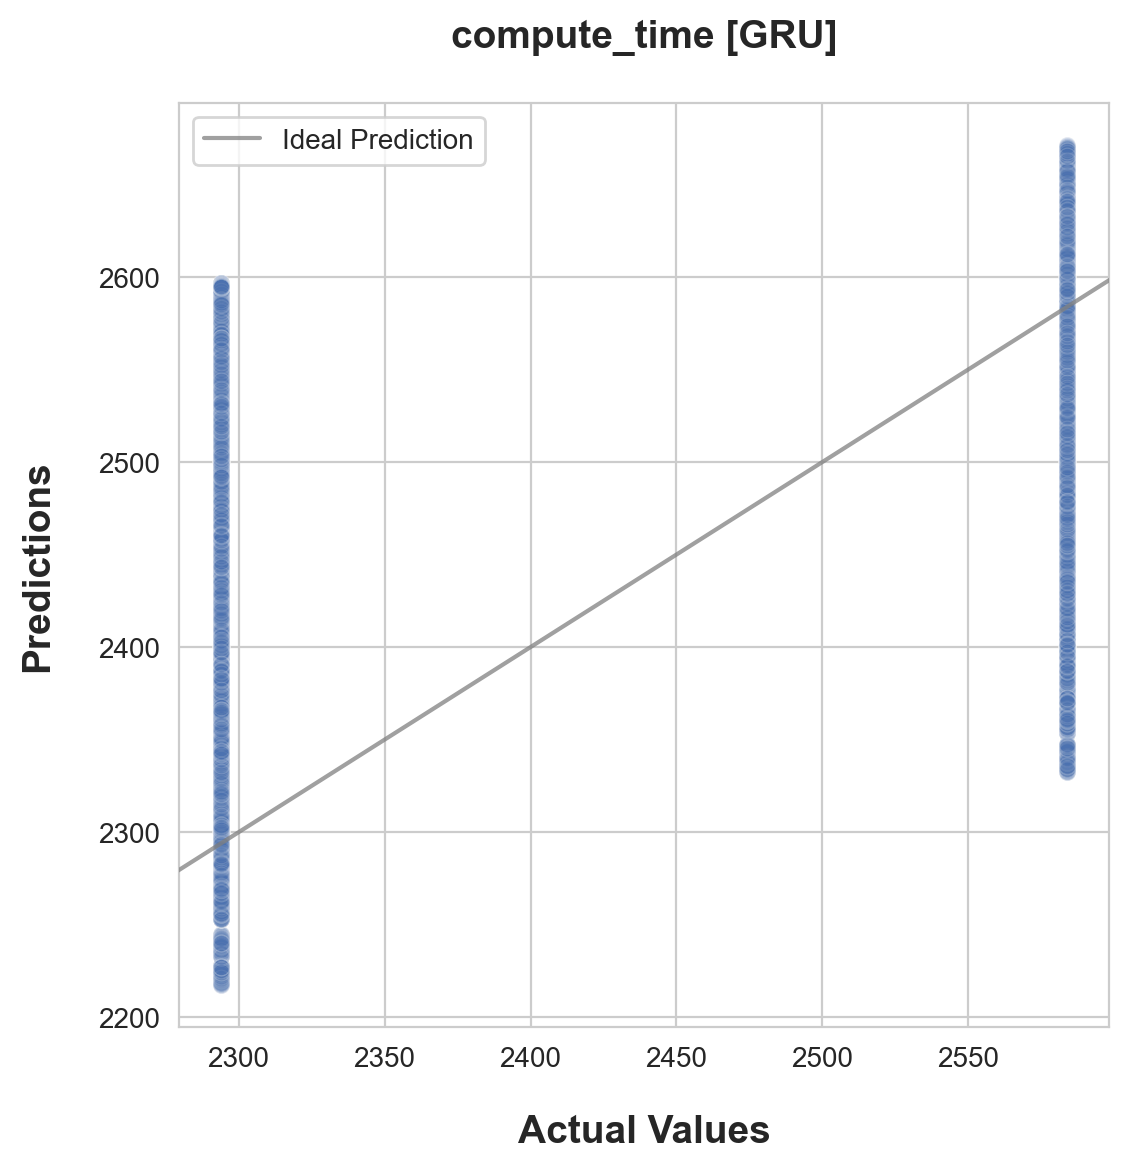 compute_time [GRU]
Ideal Prediction
2600
2500
2400
2300
2200
Predictions
2300 2350 2400 2450 2500 2550
Actual Values